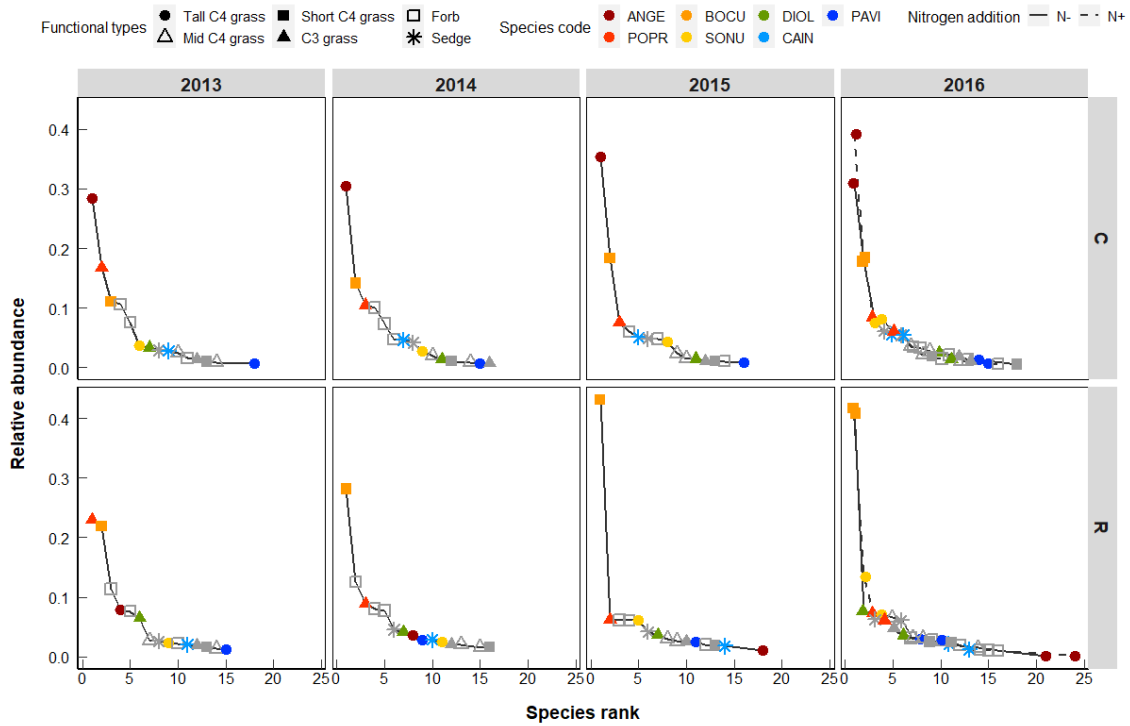 Functional types Tall C4 grass Short C4 grass Forb Species code ANGE BOCU DIOL PAVI Nitrogen addition N- N+
Mid C4 grass C3 grass Sedge POPR SONU CAIN
2013 2014 2015 2016
0.4
0.3
0.2
0.1
0.0
C
0.4
0.3
0.2
0.1
0.0
R
Relative abundance
0 5 10 15 20 25 0 5 10 15 20 25 0 5 10 15 20 25 0 5 10 15 20 25
Species rank